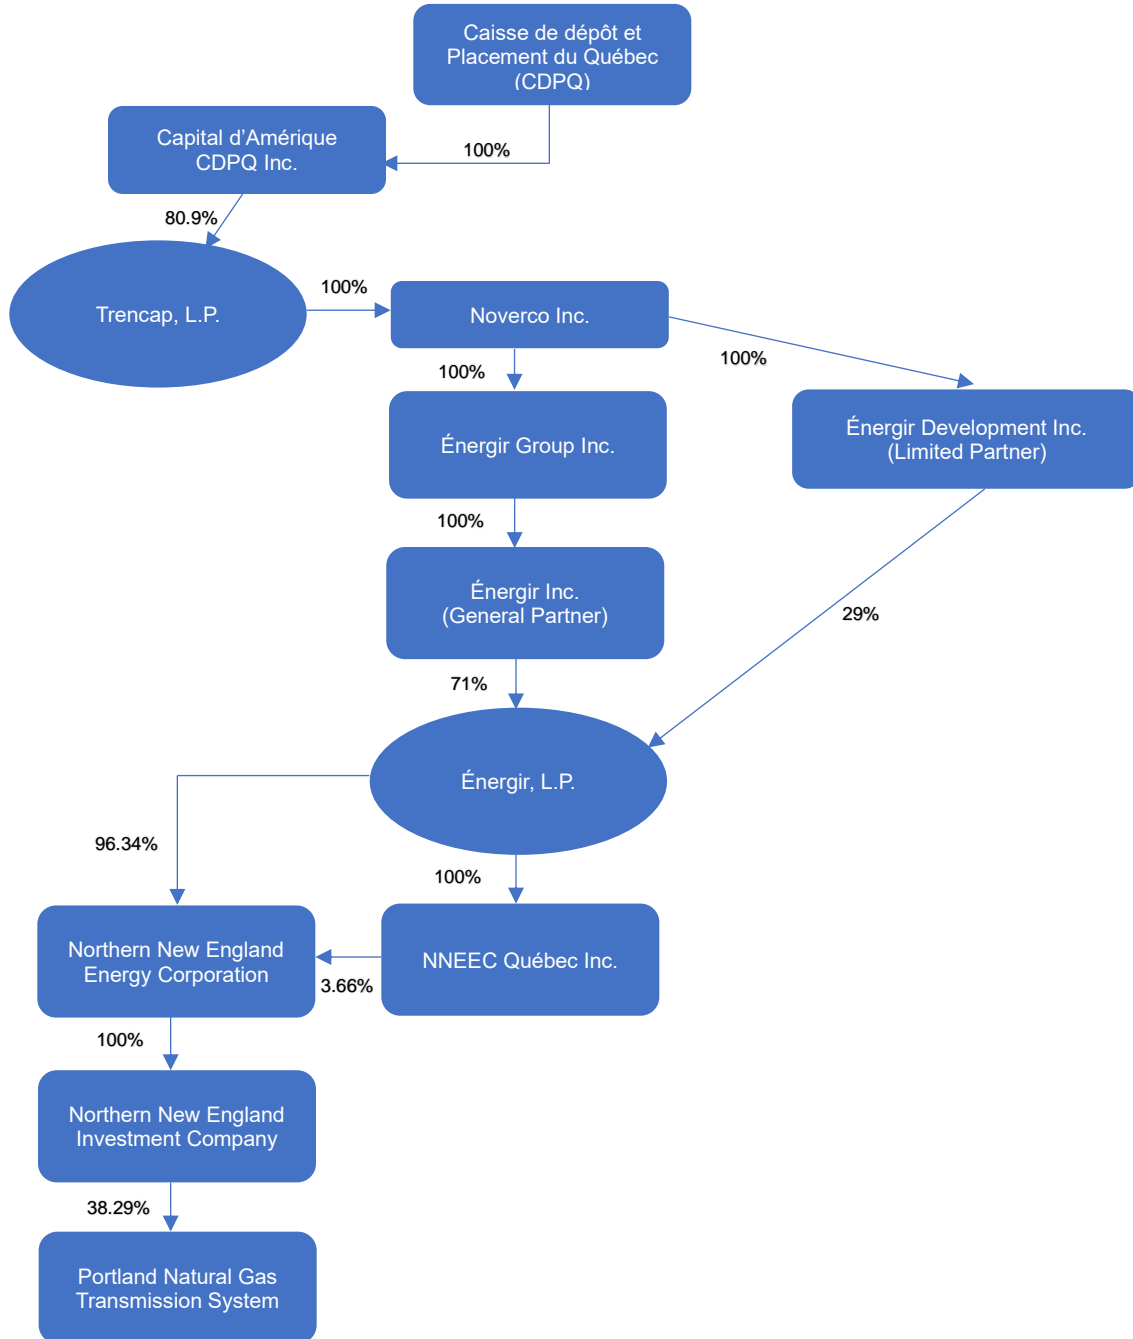 Caisse de dépôt et
Placement du Québec
(CDPQ)
Capital d’Amérique
CDPQ Inc.
100%
80.9%
Trencap, L.P.
100%
Noverco Inc.
100%
100%
Énergir Group Inc.
Énergir Development Inc.
(Limited Partner)
100%
Énergir Inc.
(General Partner)
29%
71%
Énergir, L.P.
96.34%
100%
Northern New England
Energy Corporation
3.66%
NNEEC Québec Inc.
100%
Northern New England
Investment Company
38.29%
Portland Natural Gas
Transmission System